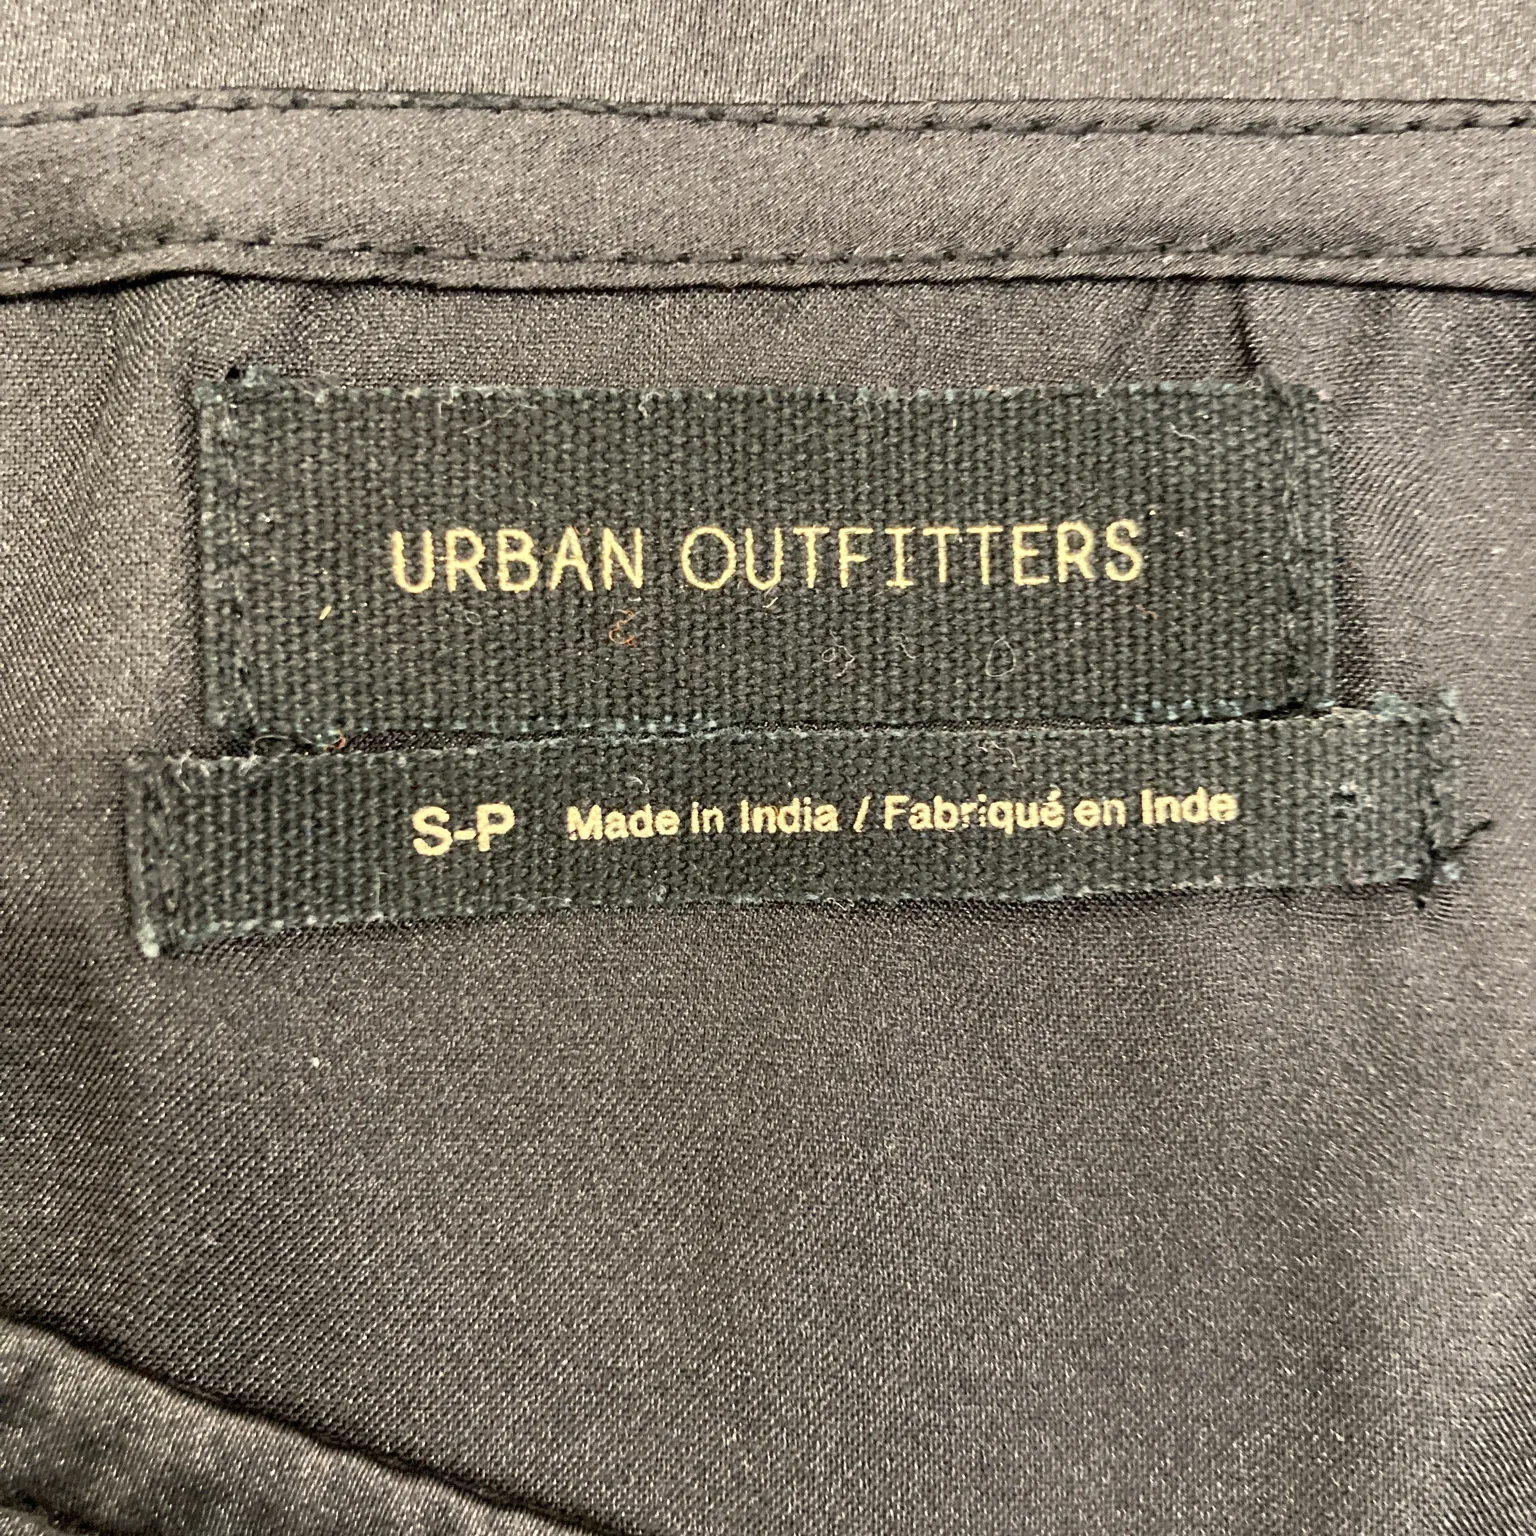 URBAN OUTFITTERS
S-P Made in India / Fabriqué en Inde